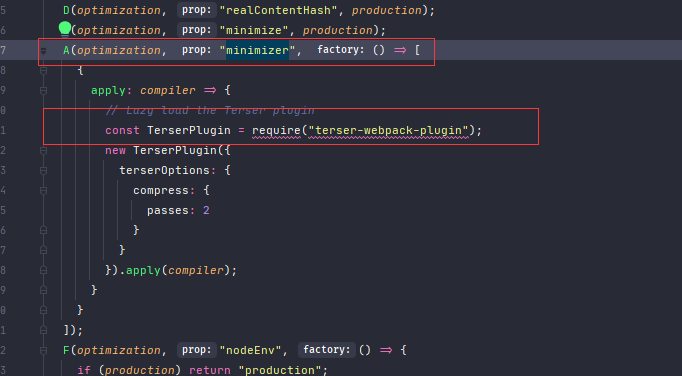 5 D(optimization, prop: "realContentHash", production);
6 (optimization, prop: "minimize", production);
7 A(optimization, prop: "minimizer", factory: () => [
8 {
9 apply: compiler => {
0 // Lazy load the Terser plugin
1 const TerserPlugin = require("terser-webpack-plugin");
2 new TerserPlugin({
3 terserOptions: {
4 compress: {
5 passes: 2
6 }
7 }
8 }).apply(compiler);
9 }
0 }
1 ]);
2 F(optimization, prop: "nodeEnv", factory: () => {
3 if (production) return "production";